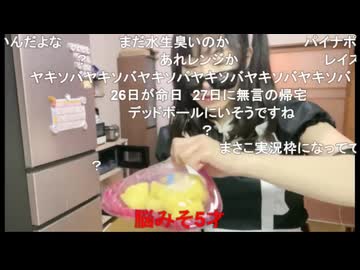 いんだよな まだ水生臭いのか パイナポ
あれレンジか レイズ
ヤキソバヤキソバヤキソバヤキソバヤキソバヤキソバ
26日が命日 27日に無言の帰宅
デッドボールにいそうですね
?
まさこ実況枠になってて
?
脳みそ5才